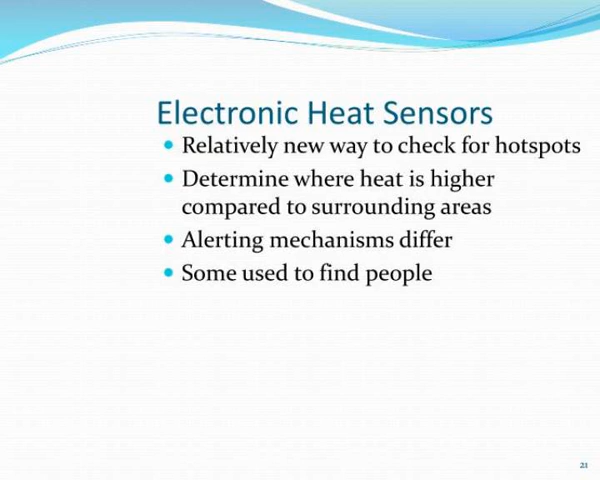 Electronic Heat Sensors
• Relatively new way to check for hotspots
• Determine where heat is higher
compared to surrounding areas
• Alerting mechanisms differ
• Some used to find people
21